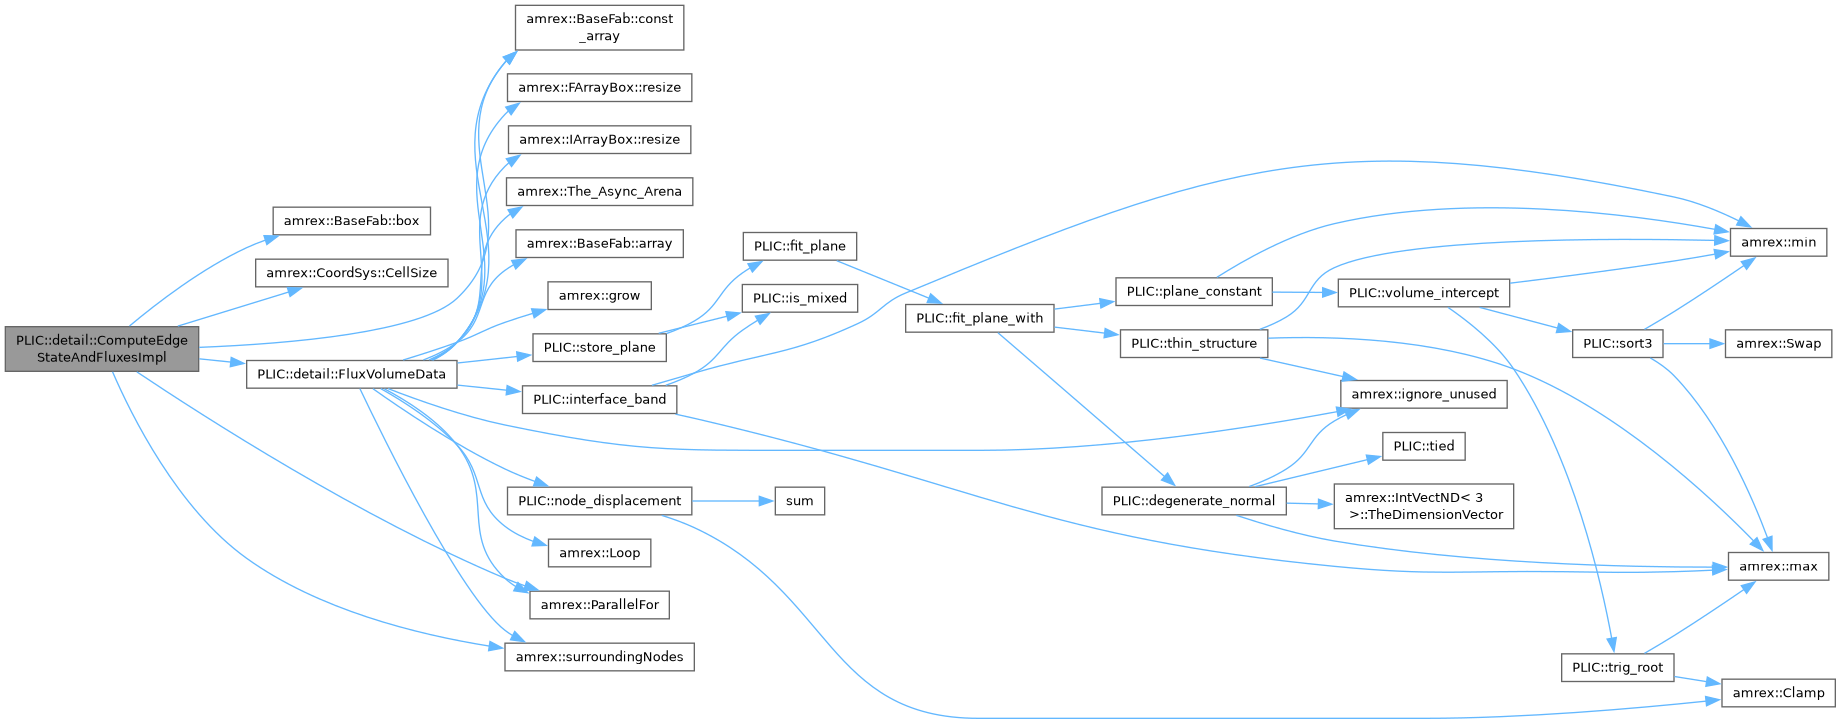 amrex::BaseFab::const
_array
amrex::FArrayBox::resize
amrex::IArrayBox::resize
amrex::The_Async_Arena
amrex::BaseFab::box
amrex::BaseFab::array
PLIC::fit_plane
amrex::min
amrex::CoordSys::CellSize
amrex::grow
PLIC::is_mixed
PLIC::plane_constant
PLIC::volume_intercept
PLIC::detail::ComputeEdge
StateAndFluxesImpl
PLIC::store_plane
PLIC::fit_plane_with
PLIC::thin_structure
PLIC::sort3
amrex::Swap
PLIC::detail::FluxVolumeData
PLIC::interface_band
amrex::ignore_unused
PLIC::tied
PLIC::node_displacement
sum
PLIC::degenerate_normal
amrex::IntVectND< 3
>::TheDimensionVector
amrex::Loop
amrex::max
amrex::ParallelFor
amrex::surroundingNodes
PLIC::trig_root
amrex::Clamp